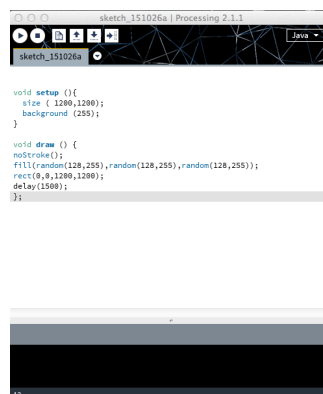 sketch_151026a | Processing 2.1.1
Java
sketch_151026a
void setup (){
size ( 1200,1200);
background (255);
}
void draw () {
noStroke();
fill(random(128,255),random(128,255),random(128,255));
rect(0,0,1200,1200);
delay(1500);
};